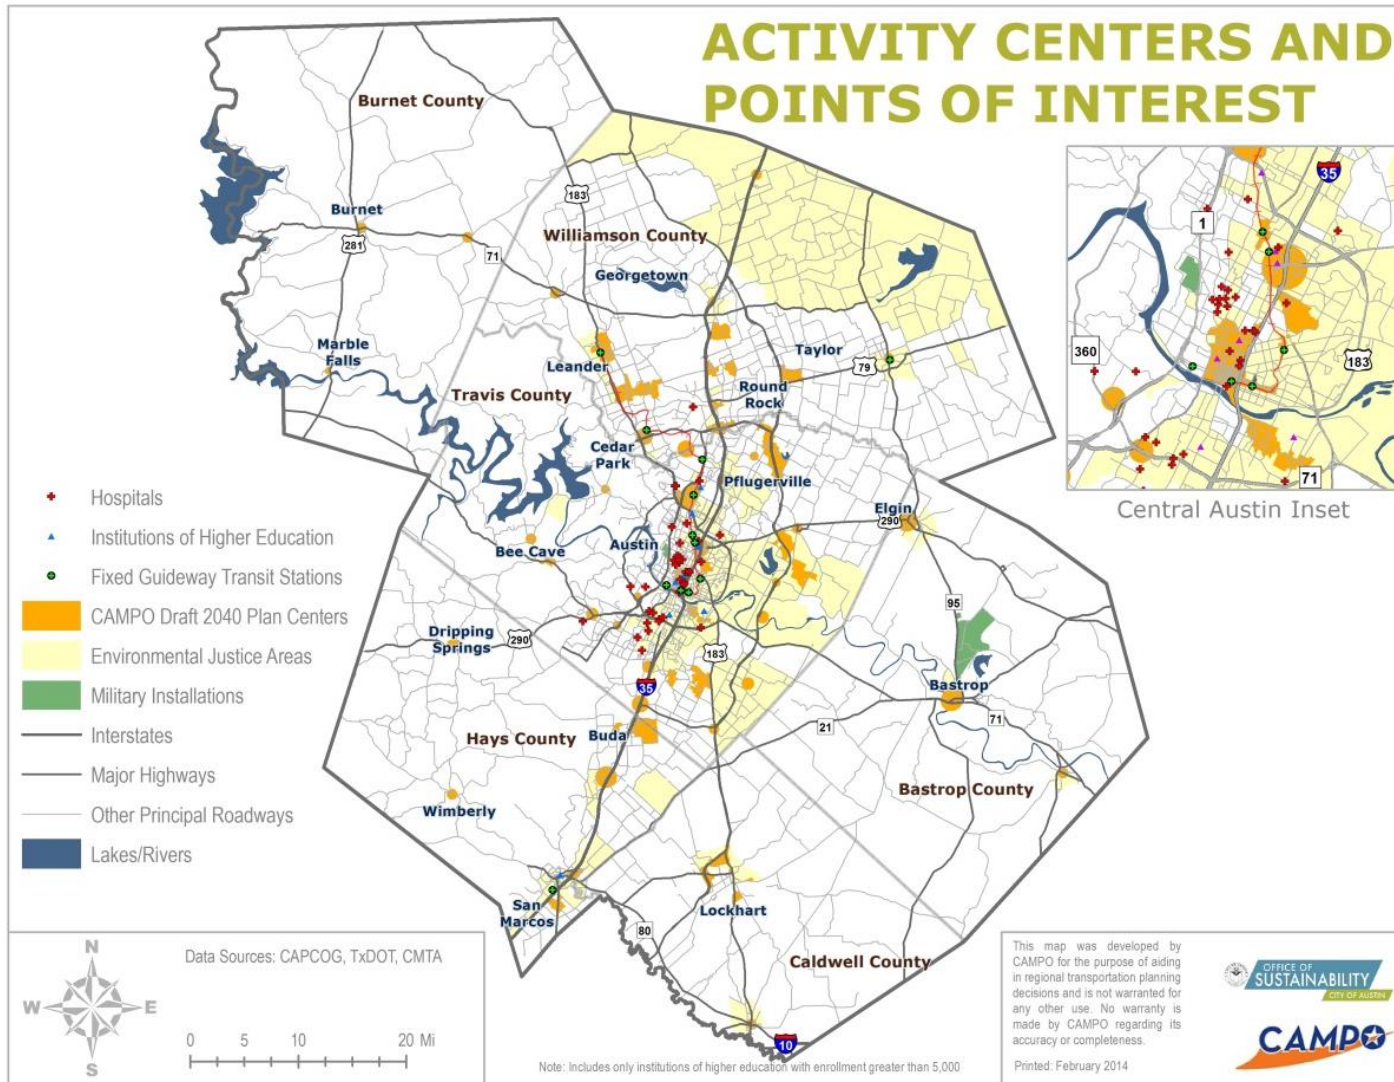 ACTIVITY CENTERS AND
POINTS OF INTEREST
Burnet County
183
Burnet
281
71
Williamson County
Georgetown
Marble
Falls
Leander
Taylor
79
Travis County
Round
Rock
Cedar
Park
Pflugerville
Elgin
290
Bee Cave
Austin
95
Dripping
Springs
290
183
35
Bastrop
71
21
Hays County
Buda
Bastrop County
Wimberly
San
Marcos
Lockhart
80
Caldwell County
10
35
1
360
183
71
Central Austin Inset
Hospitals
Institutions of Higher Education
Fixed Guideway Transit Stations
CAMPO Draft 2040 Plan Centers
Environmental Justice Areas
Military Installations
Interstates
Major Highways
Other Principal Roadways
Lakes/Rivers
N
W E
S
Data Sources: CAPCOG, TxDOT, CMTA
0 5 10 20 Mi
Note: Includes only institutions of higher education with enrollment greater than 5,000
This map was developed by
CAMPO for the purpose of aiding
in regional transportation planning
decisions and is not warranted for
any other use. No warranty is
made by CAMPO regarding its
accuracy or completeness.
Printed: February 2014
OFFICE OF
SUSTAINABILITY
CITY OF AUSTIN
CAMPO